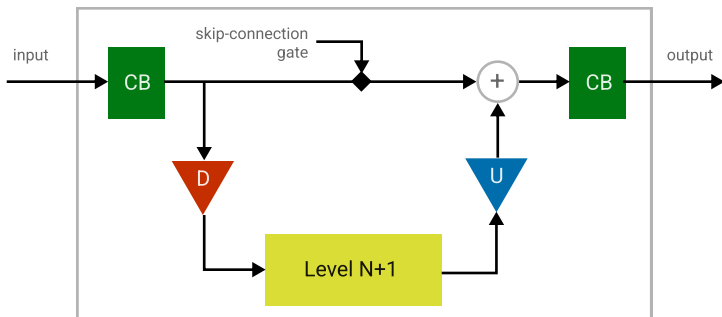 skip-connection
gate
input
output
CB
+
CB
D
U
Level N+1